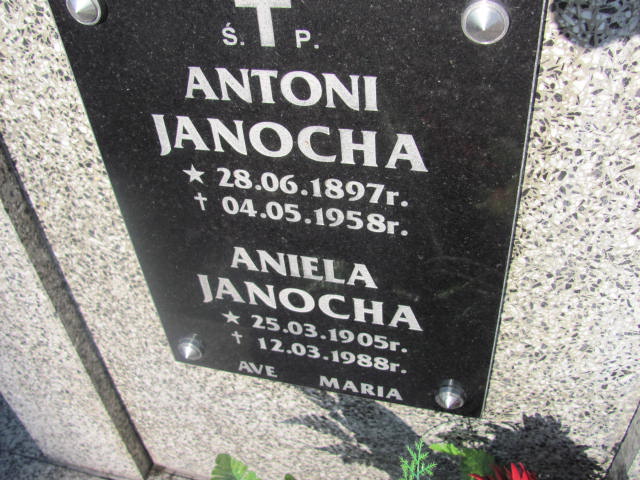 Ś. P.
ANTONI
JANOCHA
★ 28.06.1897r.
† 04.05.1958r.
ANIELA
JANOCHA
★ 25.03.1905r.
† 12.03.1988r.
AVE MARIA